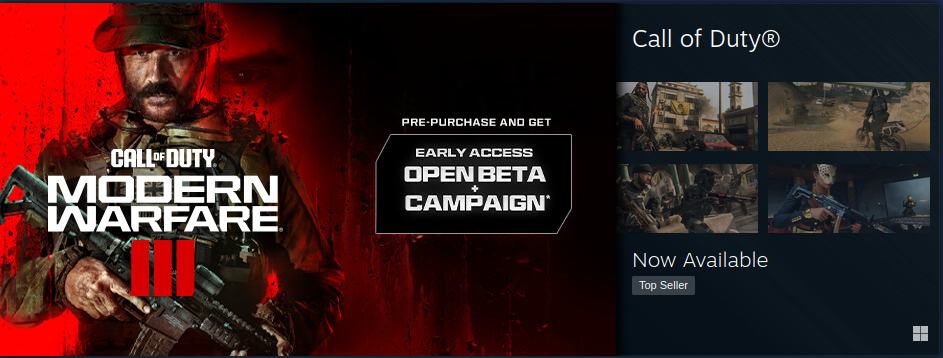 CALL OF DUTY®
MODERN
WARFARE®
III
PRE-PURCHASE AND GET
EARLY ACCESS
OPEN BETA
+
CAMPAIGN*
Call of Duty®
Now Available
Top Seller